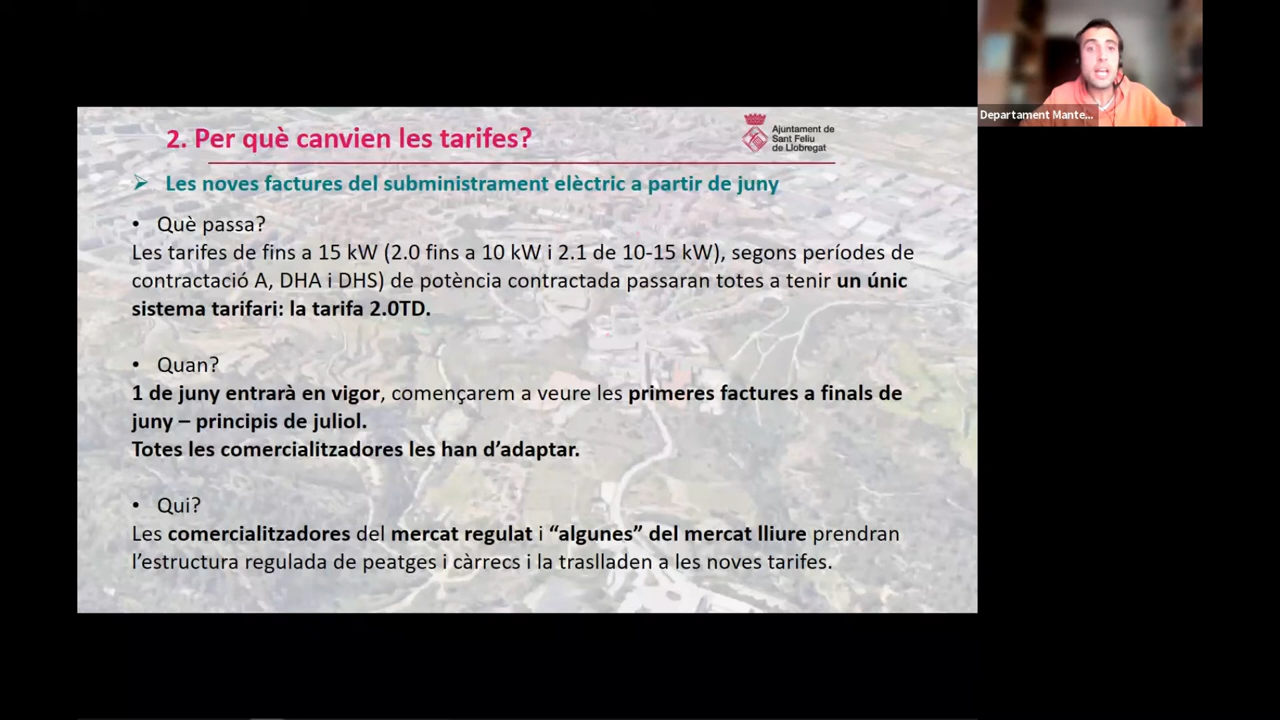 2. Per què canvien les tarifes?
Ajuntament de
Sant Feliu
de Llobregat
Les noves factures del subministrament elèctric a partir de juny
• Què passa?
Les tarifes de fins a 15 kW (2.0 fins a 10 kW i 2.1 de 10-15 kW), segons períodes de
contractació A, DHA i DHS) de potència contractada passaran totes a tenir un únic
sistema tarifari: la tarifa 2.0TD.
• Quan?
1 de juny entrarà en vigor, començarem a veure les primeres factures a finals de
juny – principis de juliol.
Totes les comercialitzadores les han d’adaptar.
• Qui?
Les comercialitzadores del mercat regulat i “algunes” del mercat lliure prendran
l’estructura regulada de peatges i càrrecs i la traslladen a les noves tarifes.
Departament Mante...